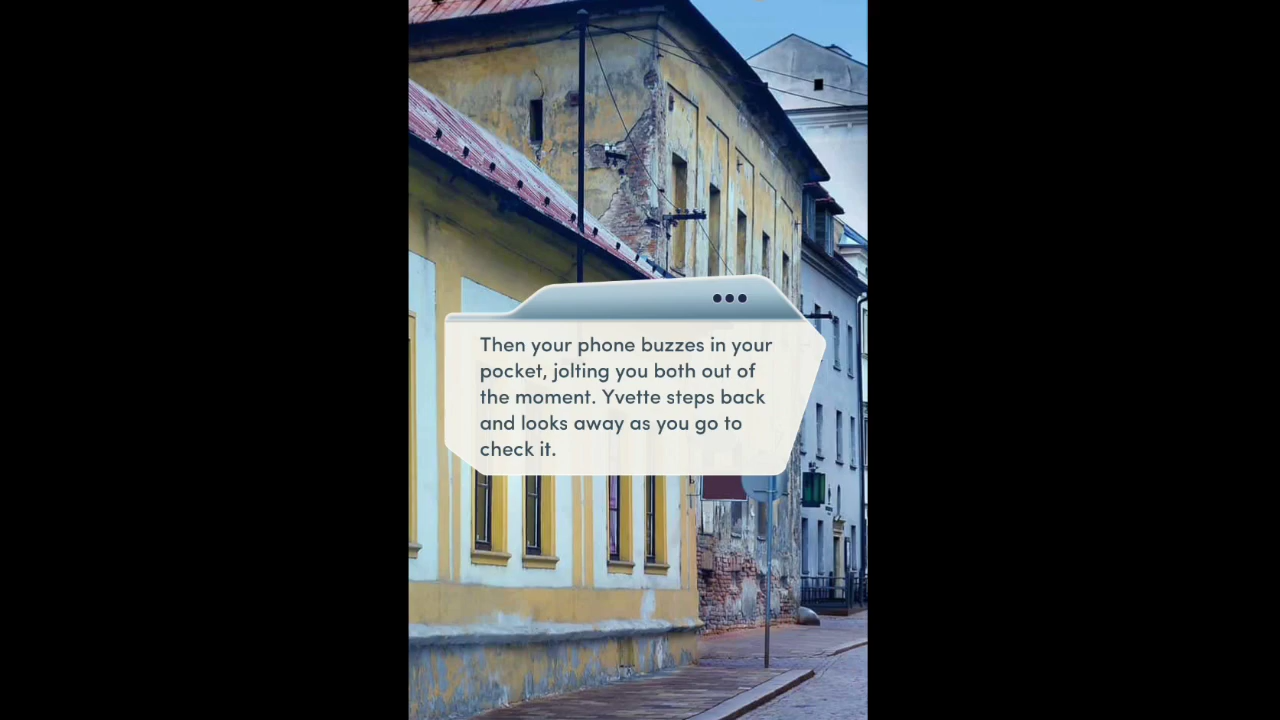 Then your phone buzzes in your
pocket, jolting you both out of
the moment. Yvette steps back
and looks away as you go to
check it.